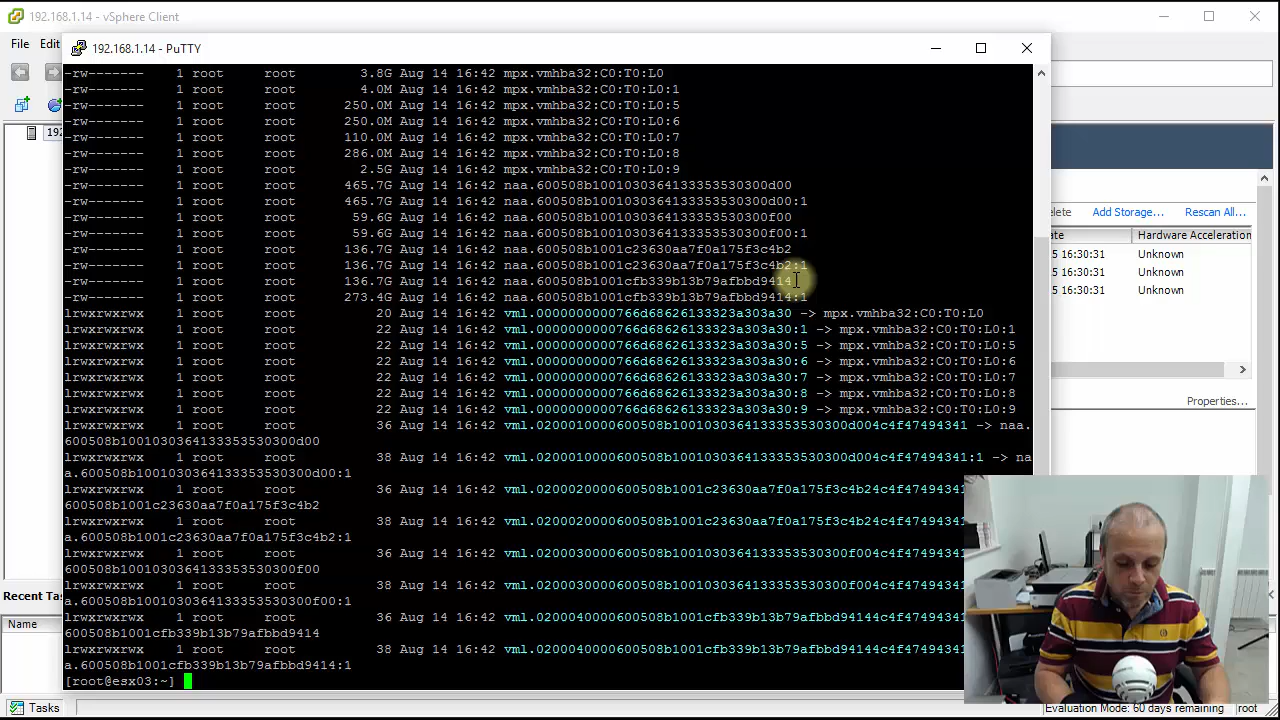 192.168.1.14 - vSphere Client
File Edit
192.168.1.14 - PuTTY
-rw------- 1 root root 3.8G Aug 14 16:42 mpx.vmhba32:C0:T0:L0
-rw------- 1 root root 4.0M Aug 14 16:42 mpx.vmhba32:C0:T0:L0:1
-rw------- 1 root root 250.0M Aug 14 16:42 mpx.vmhba32:C0:T0:L0:5
-rw------- 1 root root 250.0M Aug 14 16:42 mpx.vmhba32:C0:T0:L0:6
-rw------- 1 root root 110.0M Aug 14 16:42 mpx.vmhba32:C0:T0:L0:7
-rw------- 1 root root 286.0M Aug 14 16:42 mpx.vmhba32:C0:T0:L0:8
-rw------- 1 root root 2.5G Aug 14 16:42 mpx.vmhba32:C0:T0:L0:9
-rw------- 1 root root 465.7G Aug 14 16:42 naa.600508b1001030364133353530300d00
-rw------- 1 root root 465.7G Aug 14 16:42 naa.600508b1001030364133353530300d00:1
-rw------- 1 root root 59.6G Aug 14 16:42 naa.600508b1001030364133353530300f00
-rw------- 1 root root 59.6G Aug 14 16:42 naa.600508b1001030364133353530300f00:1
-rw------- 1 root root 136.7G Aug 14 16:42 naa.600508b1001c23630aa7f0a175f3c4b2
-rw------- 1 root root 136.7G Aug 14 16:42 naa.600508b1001c23630aa7f0a175f3c4b2:1
-rw------- 1 root root 136.7G Aug 14 16:42 naa.600508b1001cfb339b13b79afbbd9414
-rw------- 1 root root 273.4G Aug 14 16:42 naa.600508b1001cfb339b13b79afbbd9414:1
lrwxrwxrwx 1 root root 20 Aug 14 16:42 vml.0000000000766d68626133323a303a30 -> mpx.vmhba32:C0:T0:L0
lrwxrwxrwx 1 root root 22 Aug 14 16:42 vml.0000000000766d68626133323a303a30:1 -> mpx.vmhba32:C0:T0:L0:1
lrwxrwxrwx 1 root root 22 Aug 14 16:42 vml.0000000000766d68626133323a303a30:5 -> mpx.vmhba32:C0:T0:L0:5
lrwxrwxrwx 1 root root 22 Aug 14 16:42 vml.0000000000766d68626133323a303a30:6 -> mpx.vmhba32:C0:T0:L0:6
lrwxrwxrwx 1 root root 22 Aug 14 16:42 vml.0000000000766d68626133323a303a30:7 -> mpx.vmhba32:C0:T0:L0:7
lrwxrwxrwx 1 root root 22 Aug 14 16:42 vml.0000000000766d68626133323a303a30:8 -> mpx.vmhba32:C0:T0:L0:8
lrwxrwxrwx 1 root root 22 Aug 14 16:42 vml.0000000000766d68626133323a303a30:9 -> mpx.vmhba32:C0:T0:L0:9
lrwxrwxrwx 1 root root 36 Aug 14 16:42 vml.0200010000600508b1001030364133353530300d004c4f47494341 -> naa.
600508b1001030364133353530300d00
lrwxrwxrwx 1 root root 38 Aug 14 16:42 vml.0200010000600508b1001030364133353530300d004c4f47494341:1 -> na
a.600508b1001030364133353530300d00:1
lrwxrwxrwx 1 root root 36 Aug 14 16:42 vml.0200020000600508b1001c23630aa7f0a175f3c4b24c4f47494341
600508b1001c23630aa7f0a175f3c4b2
lrwxrwxrwx 1 root root 38 Aug 14 16:42 vml.0200020000600508b1001c23630aa7f0a175f3c4b24c4f47494341
a.600508b1001c23630aa7f0a175f3c4b2:1
lrwxrwxrwx 1 root root 36 Aug 14 16:42 vml.0200030000600508b1001030364133353530300f004c4f47494341
600508b1001030364133353530300f00
lrwxrwxrwx 1 root root 38 Aug 14 16:42 vml.0200030000600508b1001030364133353530300f004c4f47494341
a.600508b1001030364133353530300f00:1
lrwxrwxrwx 1 root root 36 Aug 14 16:42 vml.0200040000600508b1001cfb339b13b79afbbd94144c4f47494341
600508b1001cfb339b13b79afbbd9414
lrwxrwxrwx 1 root root 38 Aug 14 16:42 vml.0200040000600508b1001cfb339b13b79afbbd94144c4f47494341
a.600508b1001cfb339b13b79afbbd9414:1
[root@esx03:~]
192
elete Add Storage... Rescan All...
Hardware Acceleration
5 16:30:31 Unknown
5 16:30:31 Unknown
5 16:30:31 Unknown
Properties...
Recent Tas
Name
Tasks
Evaluation Mode: 60 days remaining root